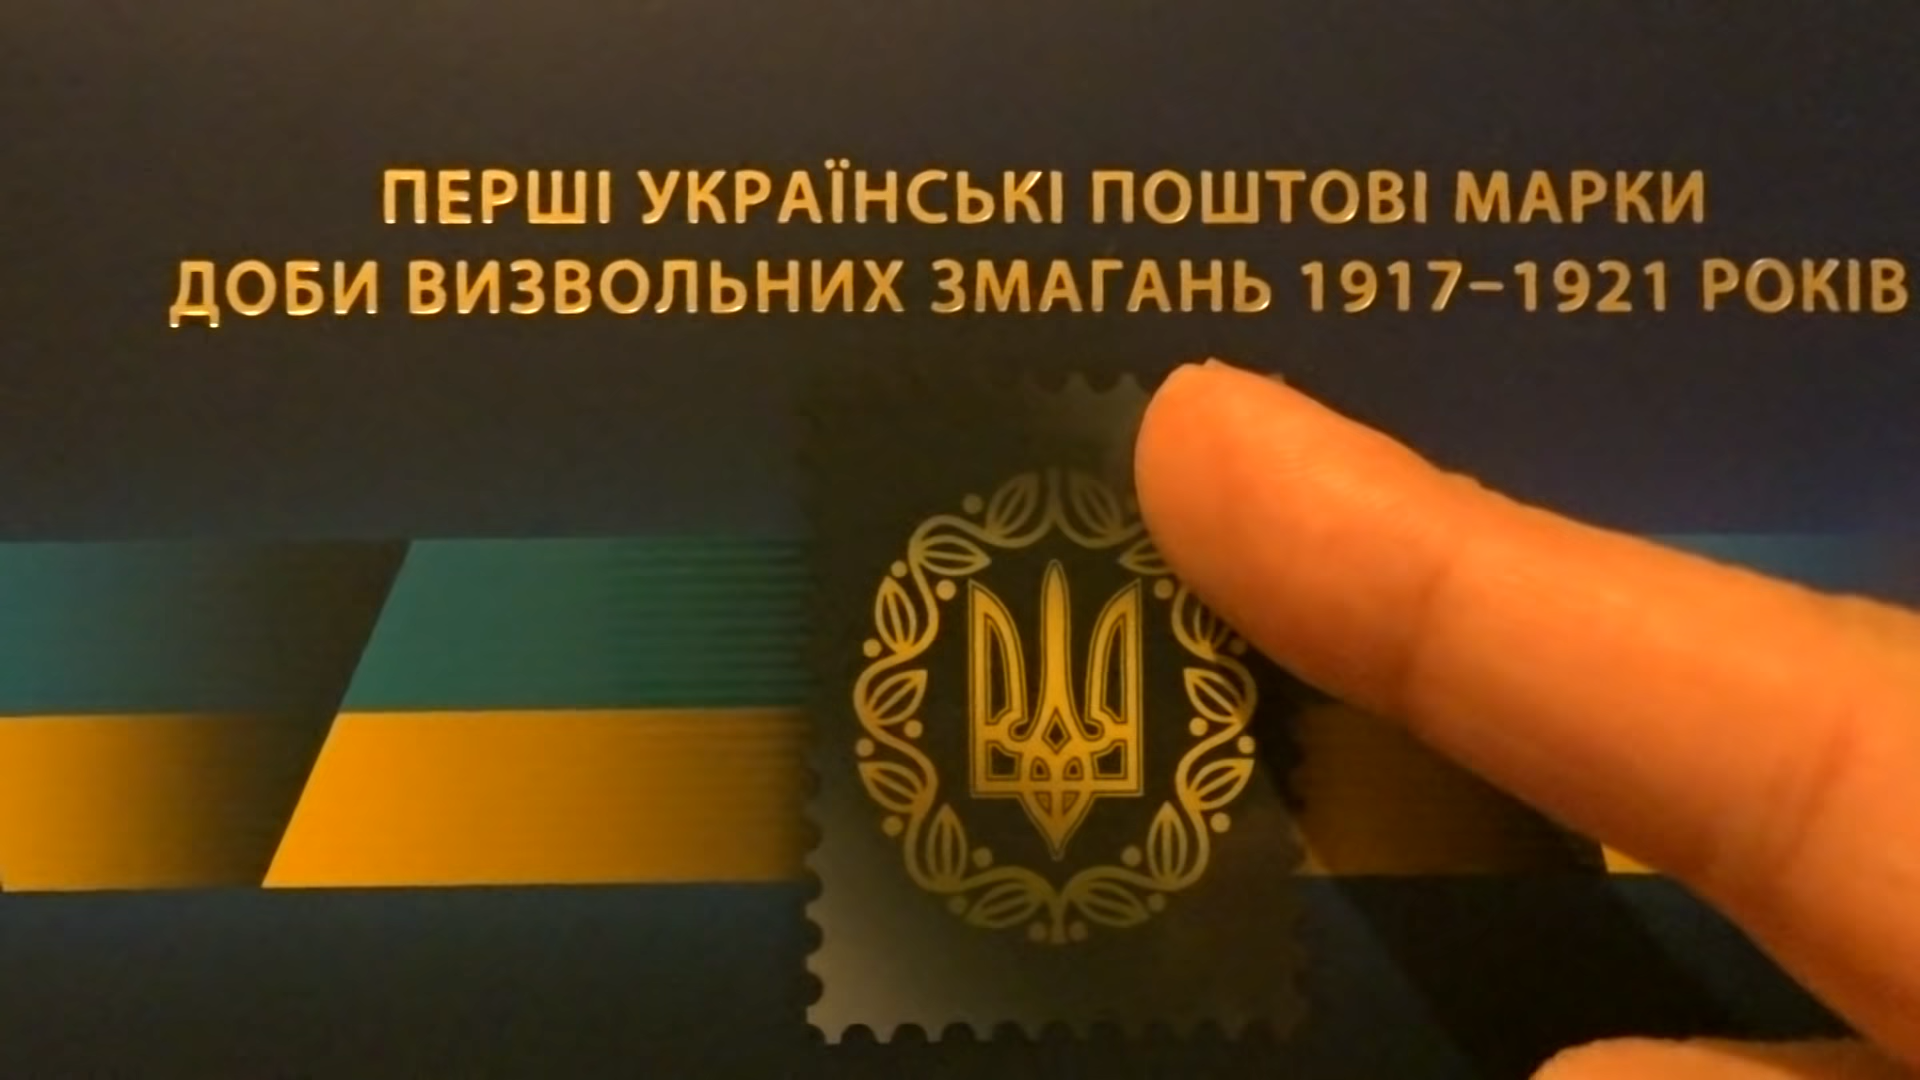 ПЕРШІ УКРАЇНСЬКІ ПОШТОВІ МАРКИ
ДОБИ ВИЗВОЛЬНИХ ЗМАГАНЬ 1917–1921 РОКІВ